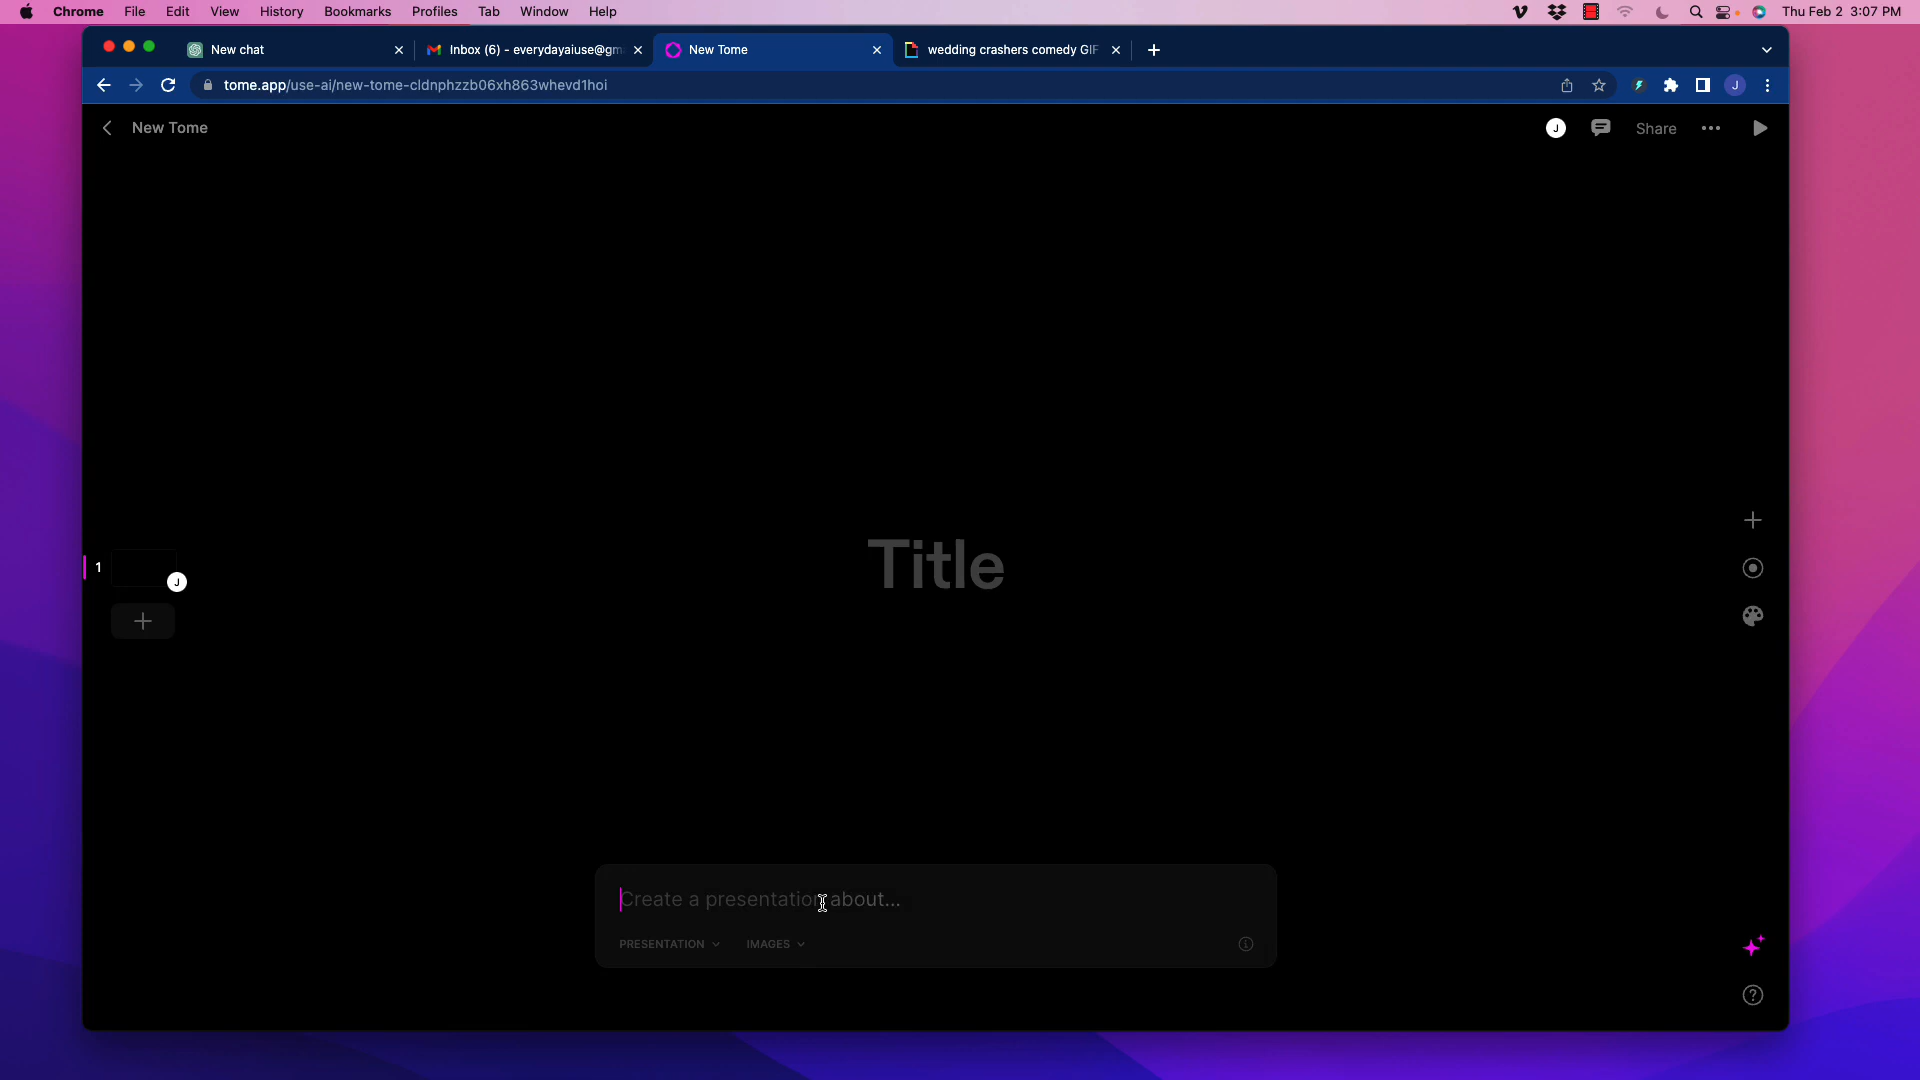 Chrome File Edit View History Bookmarks Profiles Tab Window Help Thu Feb 2 3:07 PM
New chat Inbox (6) - everydayaiuse@gm New Tome wedding crashers comedy GIF
tome.app/use-ai/new-tome-cldnphzzb06xh863whevd1hoi J
New Tome J Share
Title
1
J
Create a presentation about...
PRESENTATION IMAGES